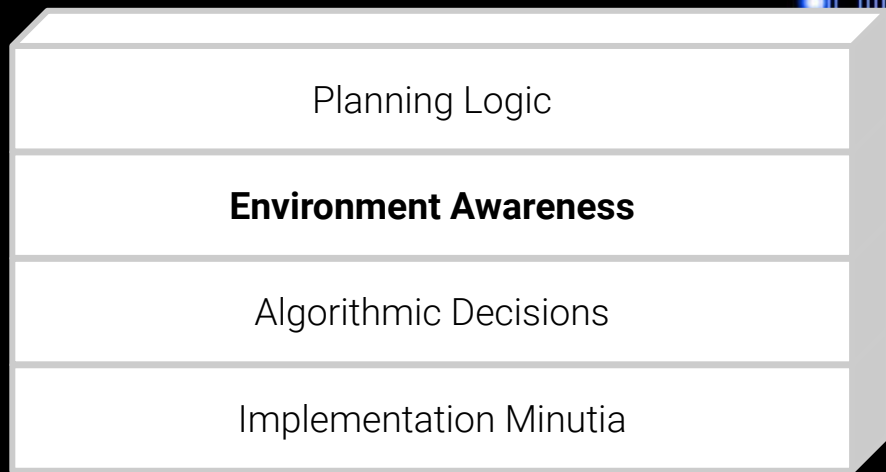 Planning Logic
Environment Awareness
Algorithmic Decisions
Implementation Minutia